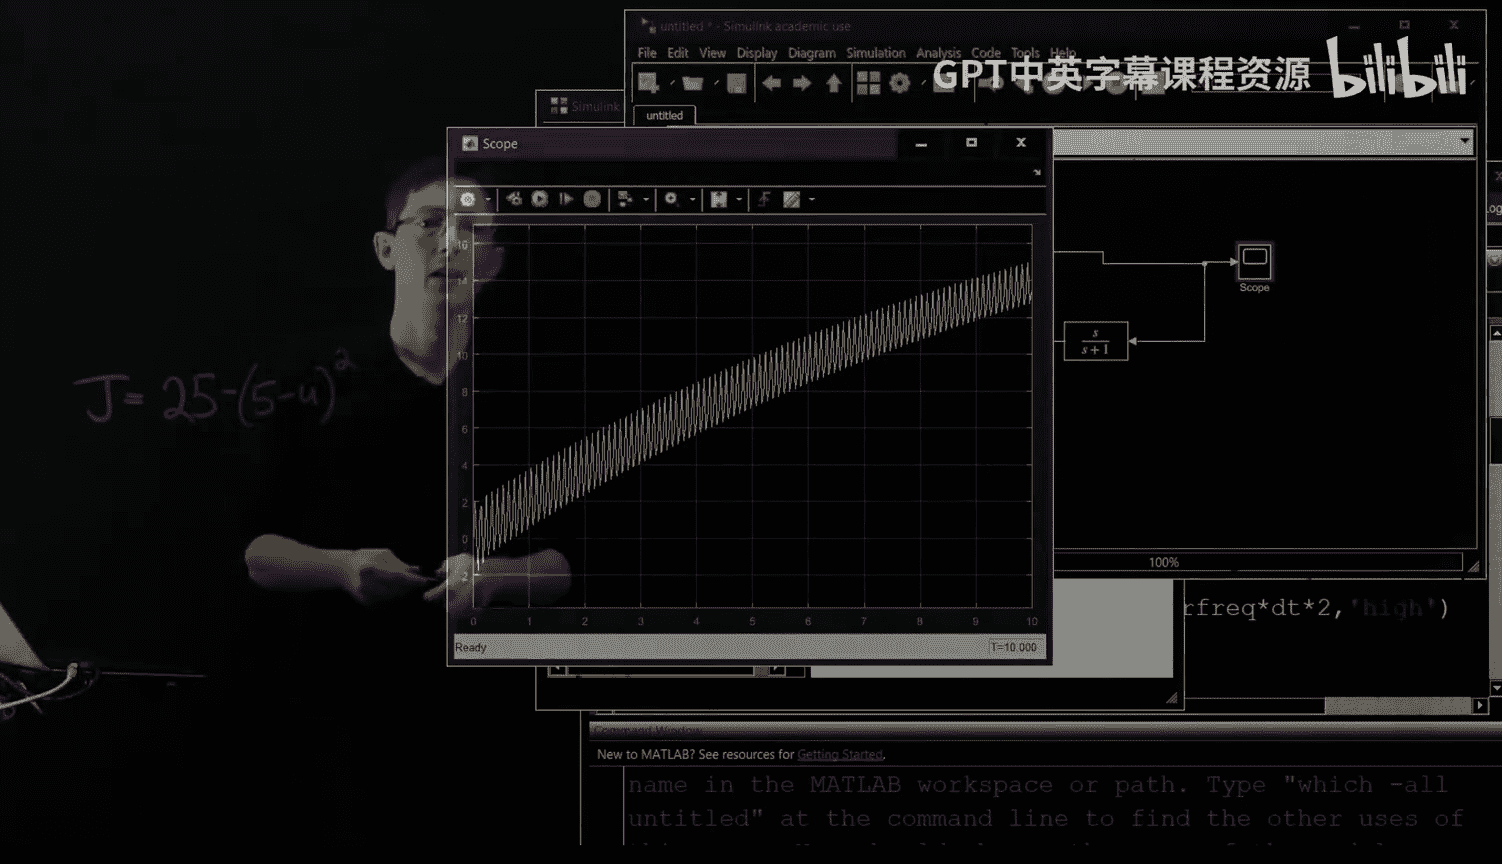 untitled * - Simulink academic use
File Edit View Display Diagram Simulation Analysis Code Tools Help
GPT中英字幕课程资源 bilibili
Simulink
untitled
Scope
16
14
12
10
8
6
4
2
0
-2
0 1 2 3 4 5 6 7 8 9 10
Ready T=10.000
J = 25-(5-u)²
Scope
s
s+1
100%
rfreq*dt*2,'high')
Command Window
New to MATLAB? See resources for Getting Started.
name in the MATLAB workspace or path. Type "which -all
untitled" at the command line to find the other uses of